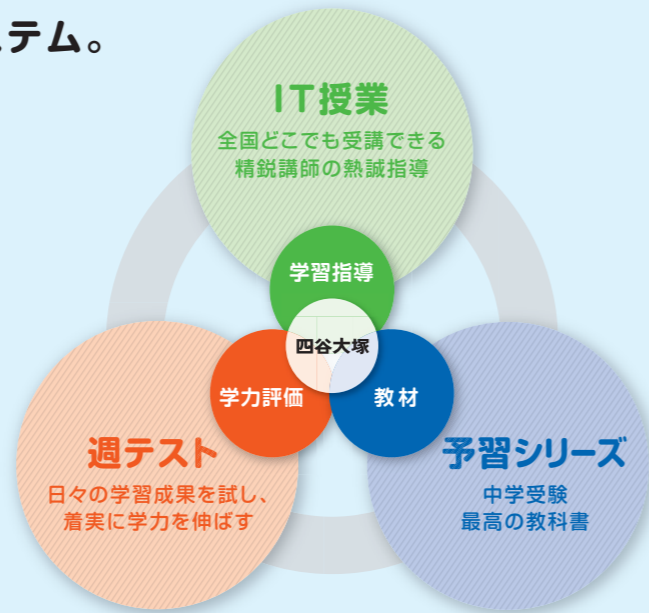 ステム。
IT授業
全国どこでも受講できる
精鋭講師の熱誠指導
学習指導
四谷大塚
学力評価
教材
週テスト
日々の学習成果を試し、
着実に学力を伸ばす
予習シリーズ
中学受験
最高の教科書